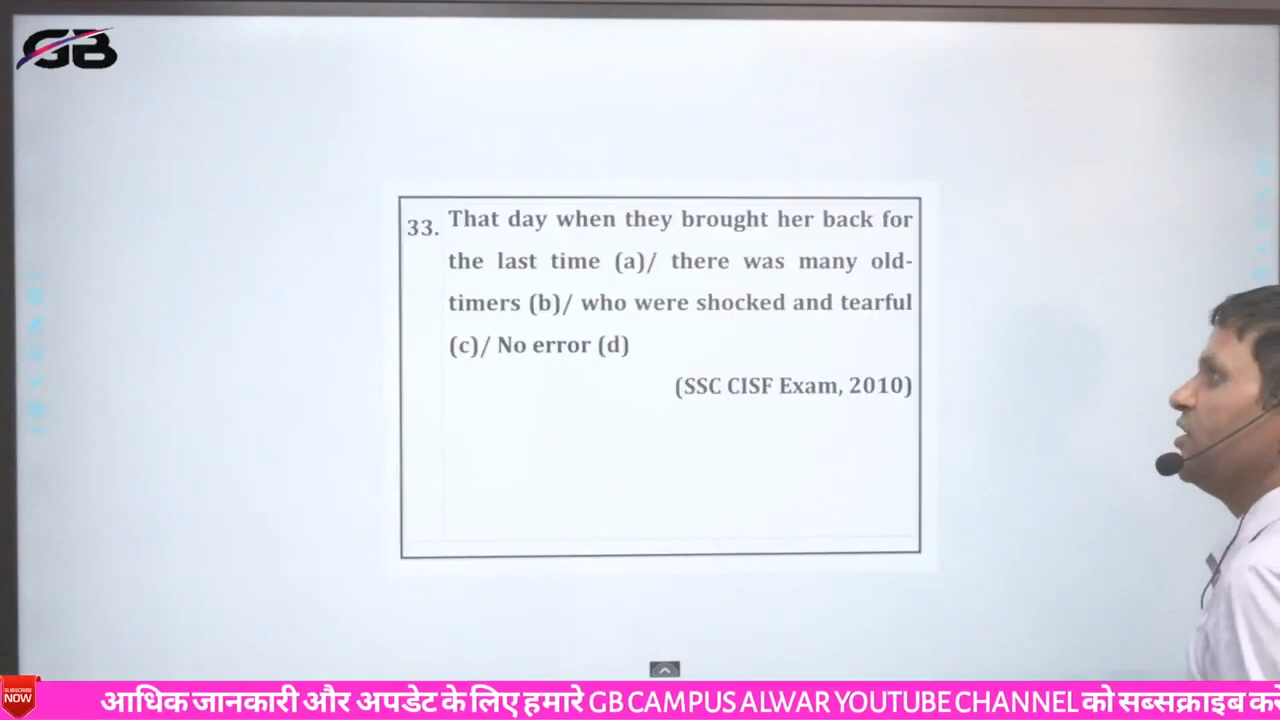 GB
33. That day when they brought her back for
the last time (a)/ there was many old-
timers (b)/ who were shocked and tearful
(c)/ No error (d)
(SSC CISF Exam, 2010)
SUBSCRIBE
NOW
आधिक जानकारी और अपडेट के लिए हमारे GB CAMPUS ALWAR YOUTUBE CHANNEL को सब्सक्राइब करे